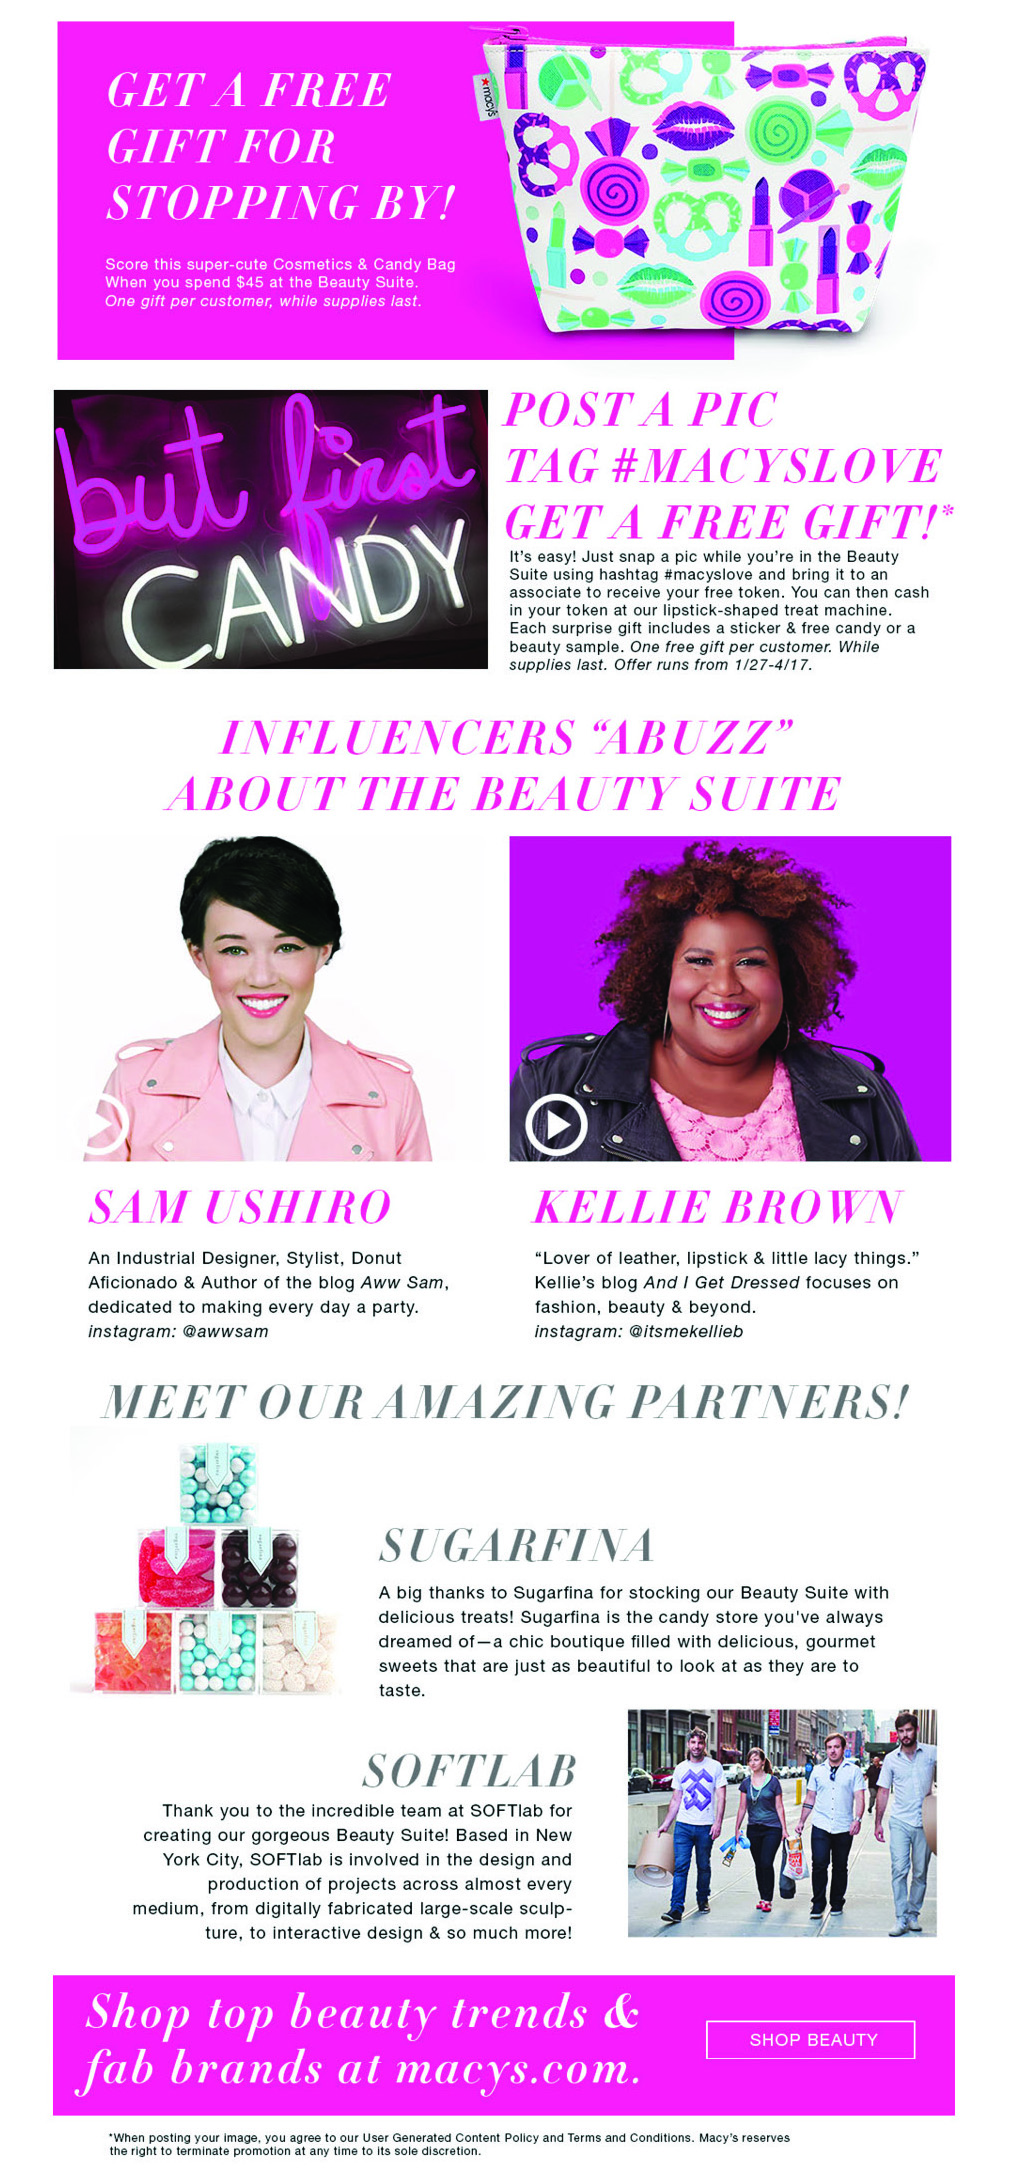 GET A FREE
GIFT FOR
STOPPING BY!
Score this super-cute Cosmetics & Candy Bag
When you spend $45 at the Beauty Suite.
One gift per customer, while supplies last.
★macy's
but first
CANDY
POST A PIC
TAG #MACYSLOVE
GET A FREE GIFT!*
It's easy! Just snap a pic while you're in the Beauty
Suite using hashtag #macyslove and bring it to an
associate to receive your free token. You can then cash
in your token at our lipstick-shaped treat machine.
Each surprise gift includes a sticker & free candy or a
beauty sample. One free gift per customer. While
supplies last. Offer runs from 1/27-4/17.
INFLUENCERS “ABUZZ”
ABOUT THE BEAUTY SUITE
SAM USHIRO
An Industrial Designer, Stylist, Donut
Aficionado & Author of the blog Aww Sam,
dedicated to making every day a party.
instagram: @awwsam
KELLIE BROWN
“Lover of leather, lipstick & little lacy things.”
Kellie's blog And I Get Dressed focuses on
fashion, beauty & beyond.
instagram: @itsmekellieb
MEET OUR AMAZING PARTNERS!
SUGARFINA
A big thanks to Sugarfina for stocking our Beauty Suite with
delicious treats! Sugarfina is the candy store you've always
dreamed of—a chic boutique filled with delicious, gourmet
sweets that are just as beautiful to look at as they are to
taste.
SOFTLAB
Thank you to the incredible team at SOFTlab for
creating our gorgeous Beauty Suite! Based in New
York City, SOFTlab is involved in the design and
production of projects across almost every
medium, from digitally fabricated large-scale sculp-
ture, to interactive design & so much more!
Shop top beauty trends &
fab brands at macys.com.
SHOP BEAUTY
*When posting your image, you agree to our User Generated Content Policy and Terms and Conditions. Macy's reserves
the right to terminate promotion at any time to its sole discretion.